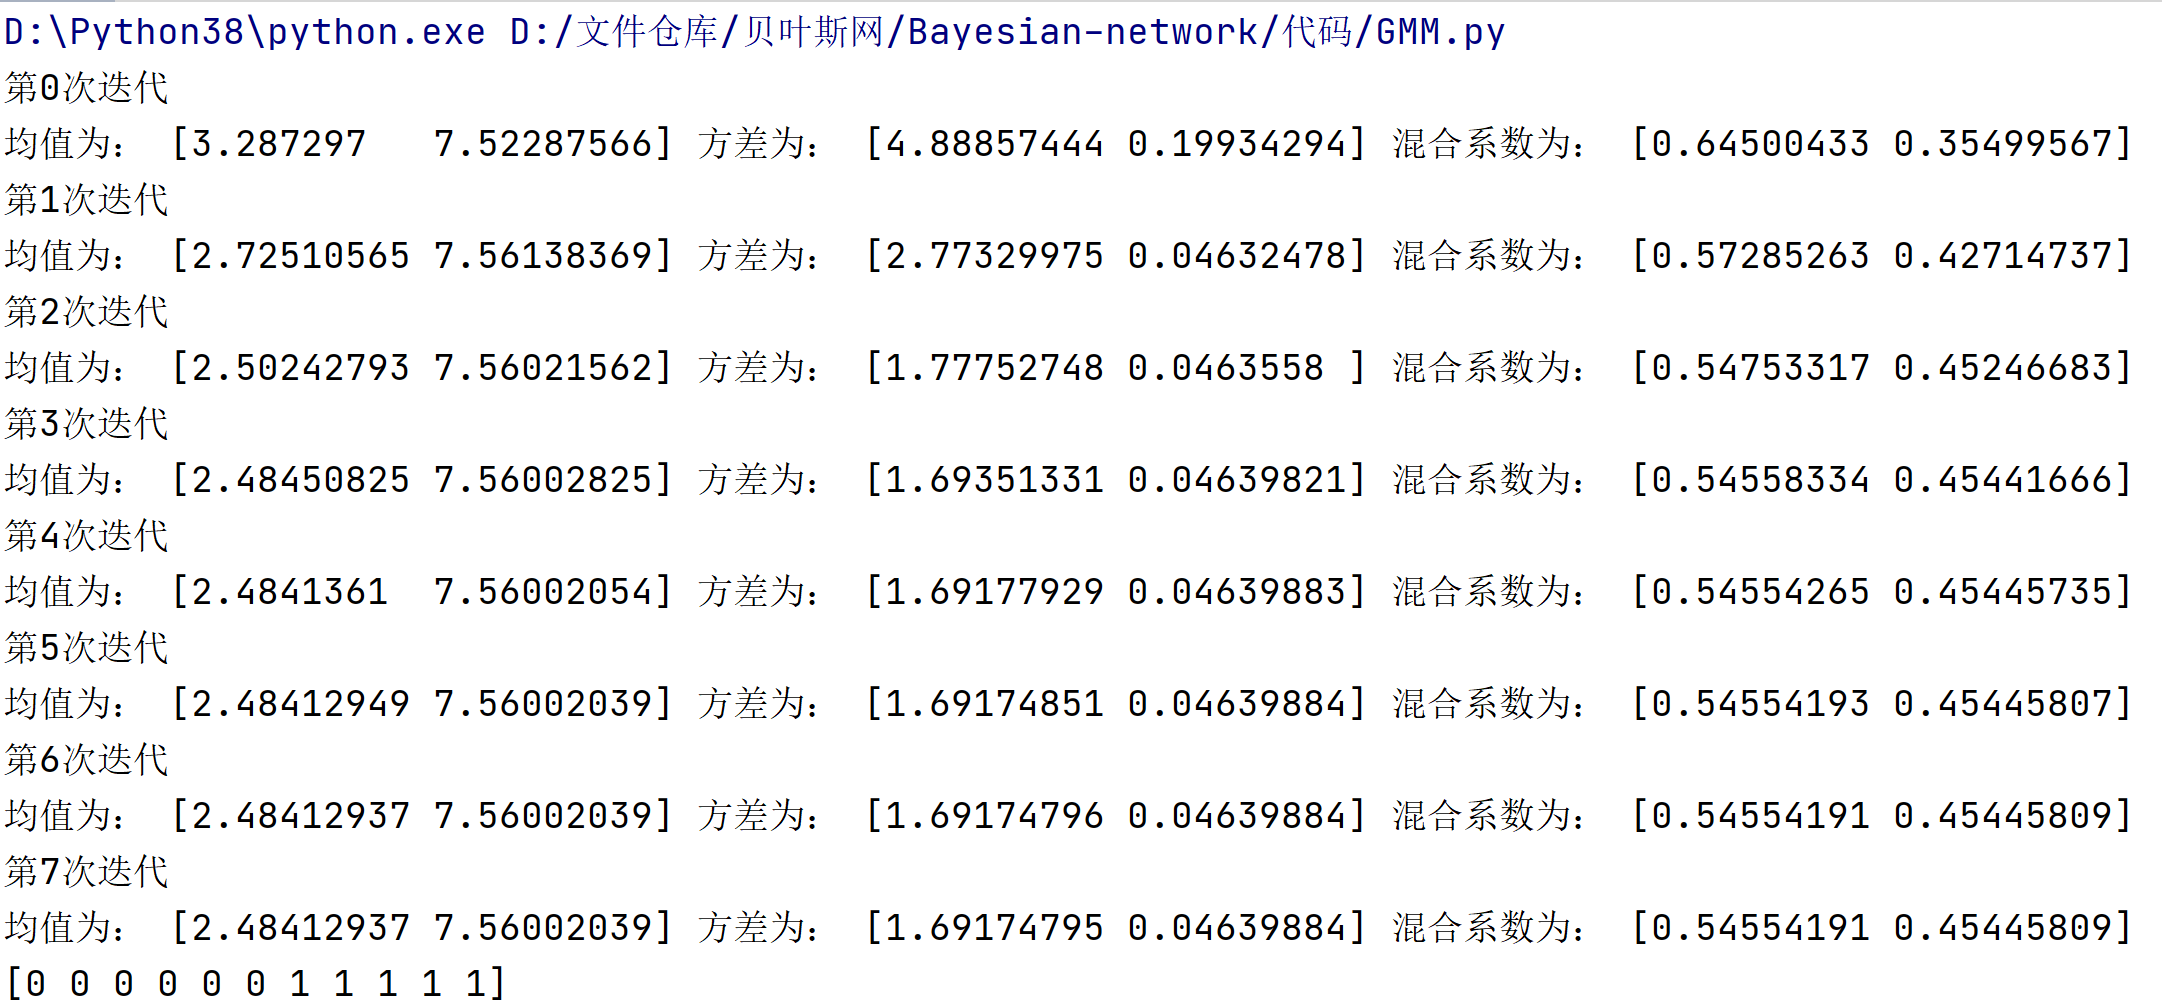 D:\Python38\python.exe D:/文件仓库/贝叶斯网/Bayesian-network/代码/GMM.py
第0次迭代
均值为： [3.287297   7.52287566] 方差为： [4.88857444 0.19934294] 混合系数为： [0.64500433 0.35499567]
第1次迭代
均值为： [2.72510565 7.56138369] 方差为： [2.77329975 0.04632478] 混合系数为： [0.57285263 0.42714737]
第2次迭代
均值为： [2.50242793 7.56021562] 方差为： [1.77752748 0.0463558 ] 混合系数为： [0.54753317 0.45246683]
第3次迭代
均值为： [2.48450825 7.56002825] 方差为： [1.69351331 0.04639821] 混合系数为： [0.54558334 0.45441666]
第4次迭代
均值为： [2.4841361  7.56002054] 方差为： [1.69177929 0.04639883] 混合系数为： [0.54554265 0.45445735]
第5次迭代
均值为： [2.48412949 7.56002039] 方差为： [1.69174851 0.04639884] 混合系数为： [0.54554193 0.45445807]
第6次迭代
均值为： [2.48412937 7.56002039] 方差为： [1.69174796 0.04639884] 混合系数为： [0.54554191 0.45445809]
第7次迭代
均值为： [2.48412937 7.56002039] 方差为： [1.69174795 0.04639884] 混合系数为： [0.54554191 0.45445809]
[0 0 0 0 0 0 1 1 1 1 1]